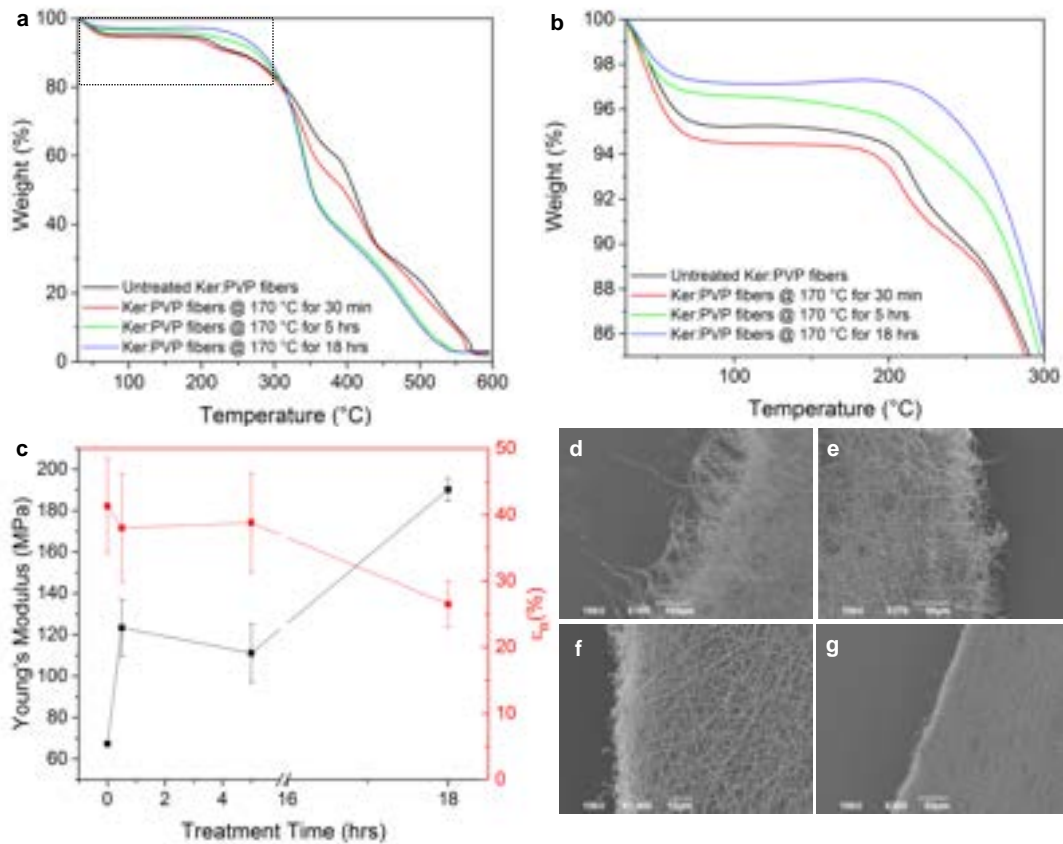 a
100
80
60
40
20
0
Weight (%)
Untreated Ker:PVP fibers
Ker:PVP fibers @ 170 °C for 30 min
Ker:PVP fibers @ 170 °C for 5 hrs
Ker:PVP fibers @ 170 °C for 18 hrs
100 200 300 400 500 600
Temperature (°C)
b
100
98
96
94
92
90
88
86
Weight (%)
Untreated Ker:PVP fibers
Ker:PVP fibers @ 170 °C for 30 min
Ker:PVP fibers @ 170 °C for 5 hrs
Ker:PVP fibers @ 170 °C for 18 hrs
100 200 300
Temperature (°C)
c
200
180
160
140
120
100
80
60
Young's Modulus (MPa)
50
40
30
20
10
0
εB(%)
0 2 4 16 18
Treatment Time (hrs)
d
e
f
g